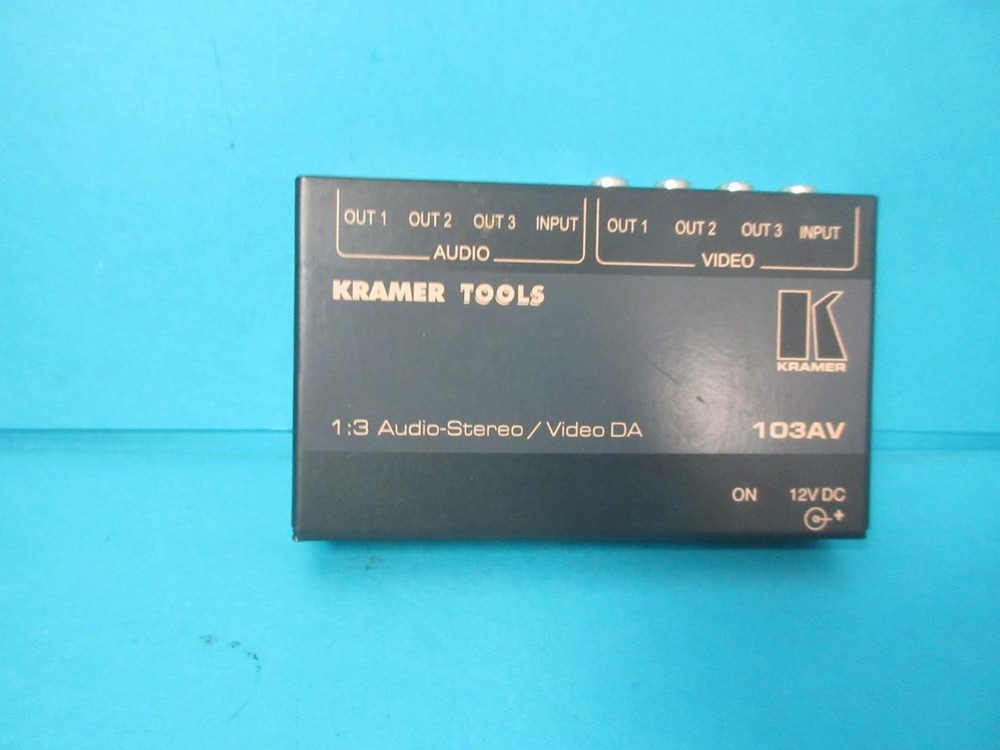 OUT 1 OUT 2 OUT 3 INPUT OUT 1 OUT 2 OUT 3 INPUT
AUDIO VIDEO
KRAMER TOOLS
K
KRAMER
1:3 Audio-Stereo / Video DA 103AV
ON 12V DC
+